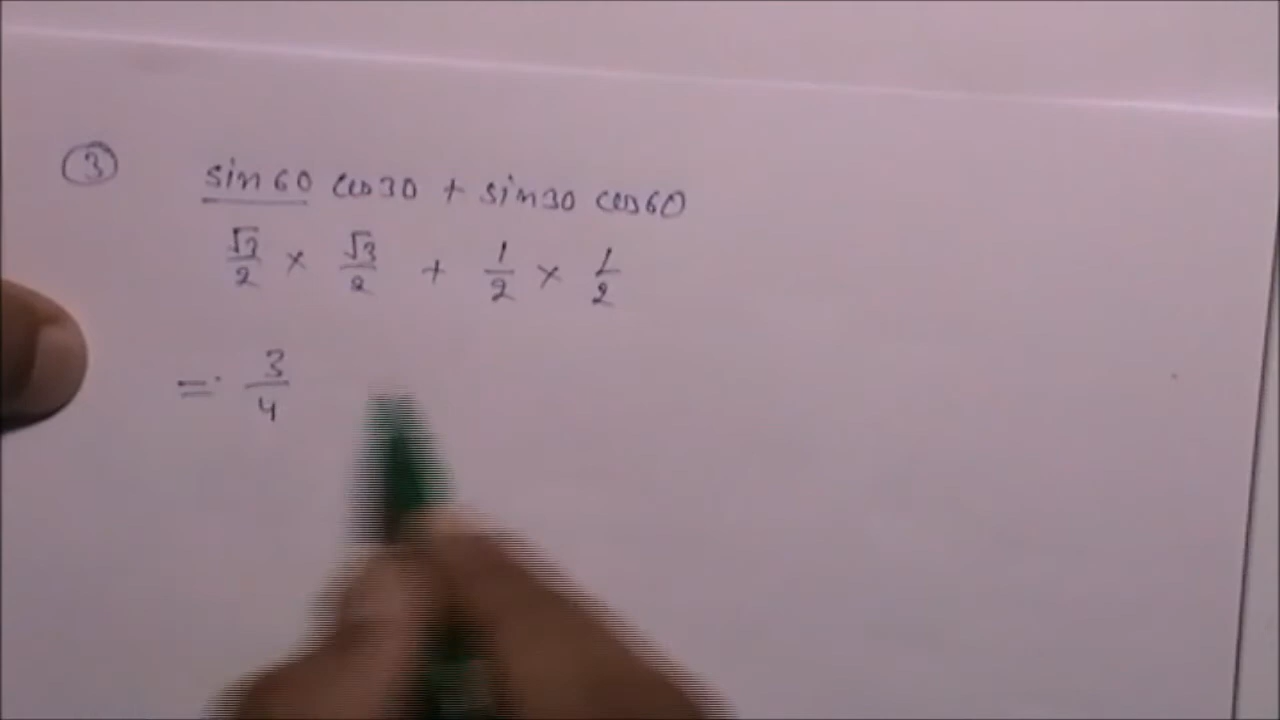 ③ sin60 cos30 + sin30 cos60
√3/2 × √3/2 + 1/2 × 1/2
= 3/4